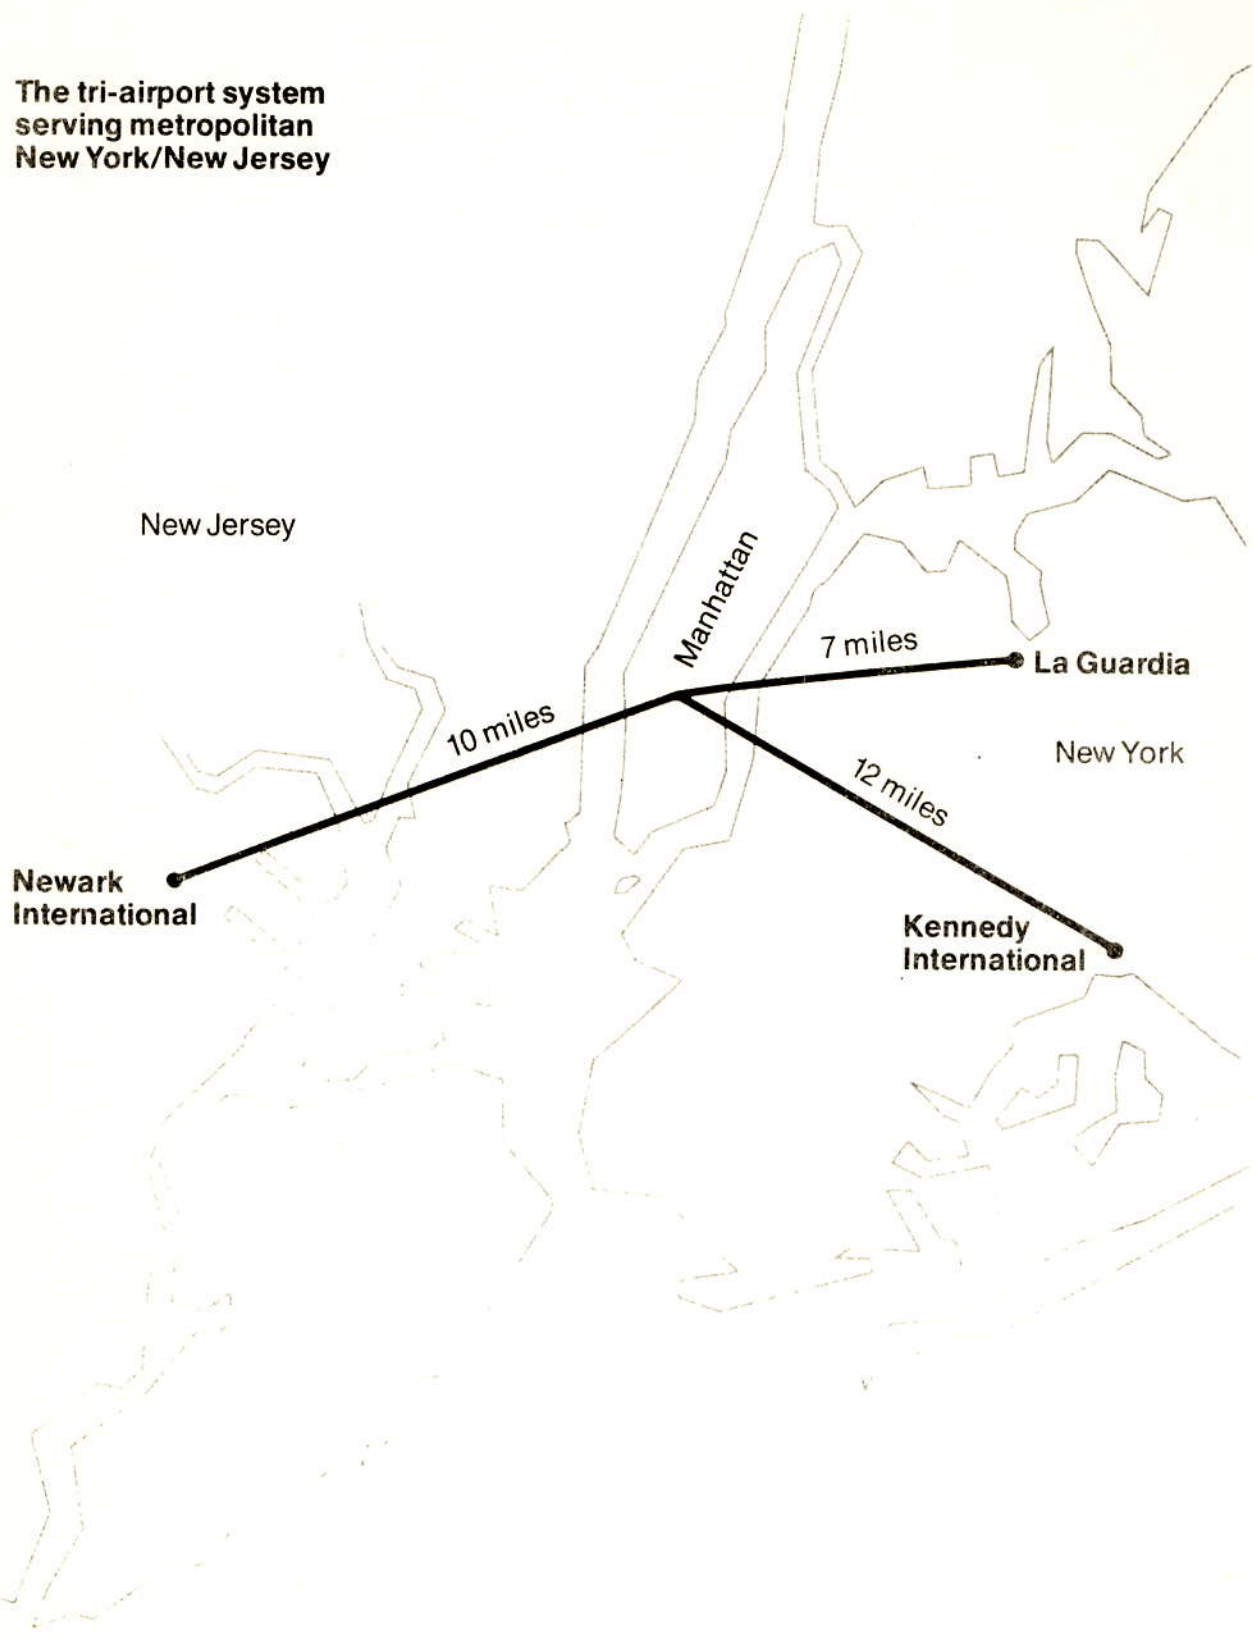 The tri-airport system
serving metropolitan
New York/New Jersey
New Jersey
Manhattan
7 miles
La Guardia
10 miles
New York
12 miles
Newark
International
Kennedy
International